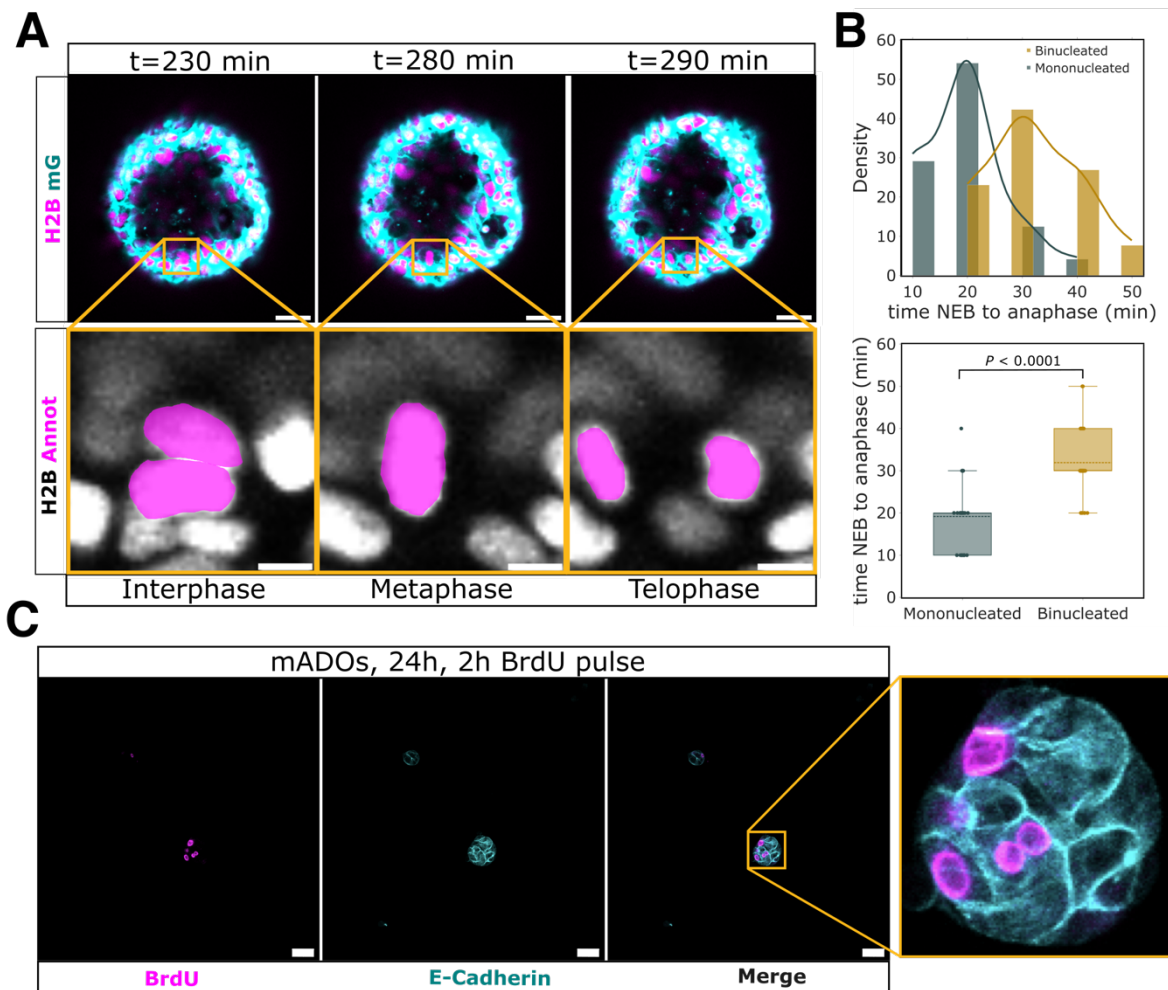 A
t=230 min
t=280 min
t=290 min
H2B mG
H2B Annot
Interphase
Metaphase
Telophase
B
60
50
40
30
20
10
0
Density
Binucleated
Mononucleated
10 20 30 40 50
time NEB to anaphase (min)
60
50
40
30
20
10
0
time NEB to anaphase (min)
P < 0.0001
Mononucleated
Binucleated
C
mADOs, 24h, 2h BrdU pulse
BrdU
E-Cadherin
Merge